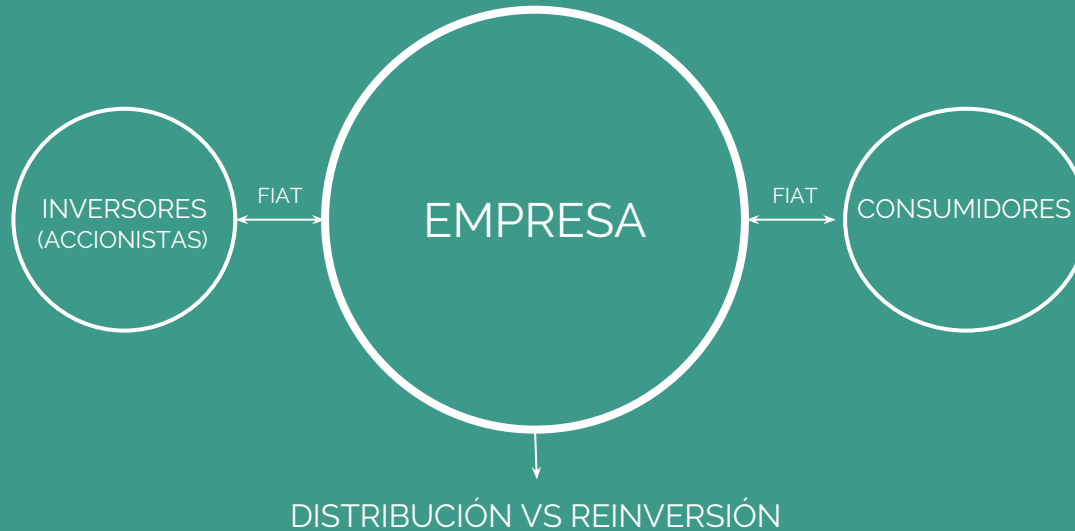 INVERSORES
(ACCIONISTAS)
FIAT
EMPRESA
FIAT
CONSUMIDORES
DISTRIBUCIÓN VS REINVERSIÓN